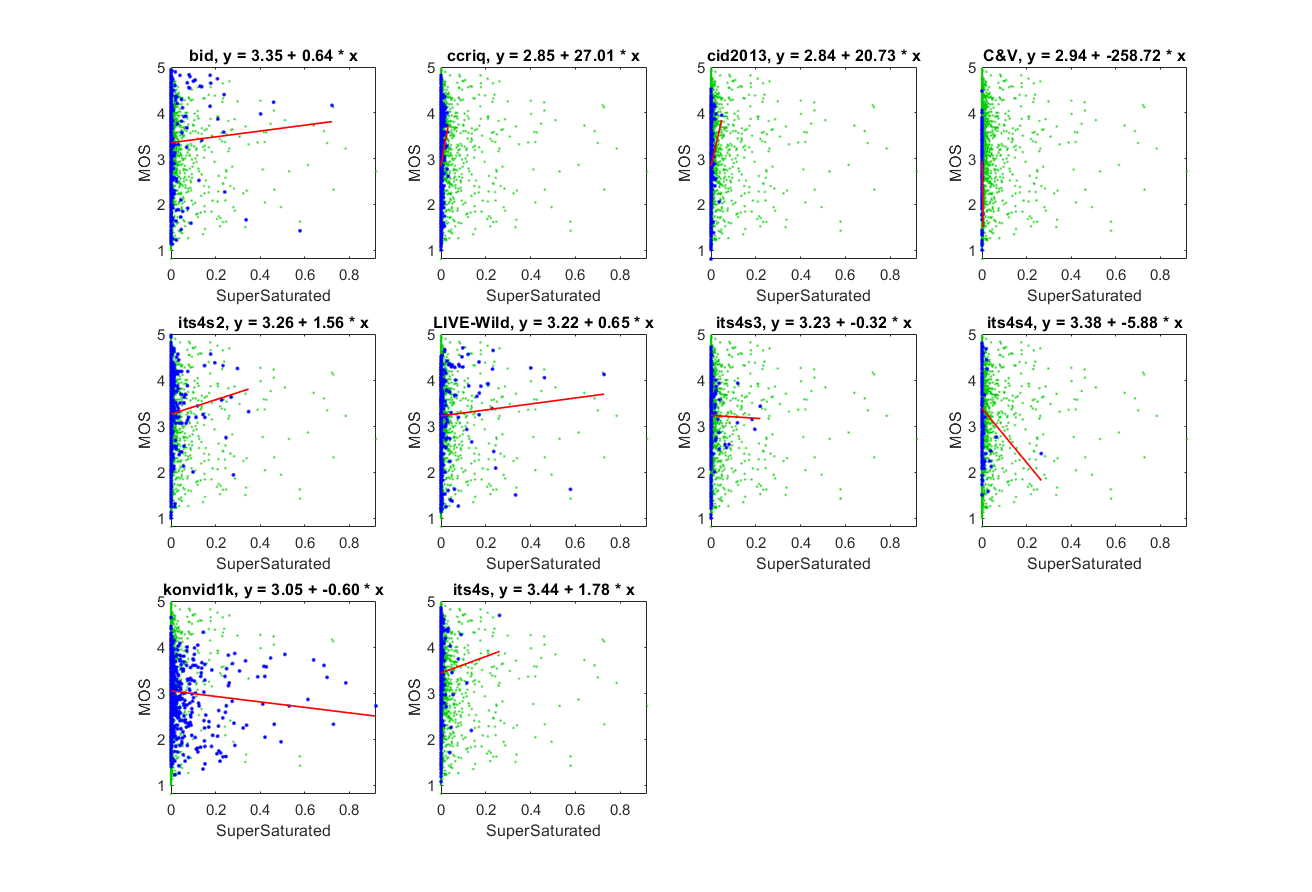 bid, y = 3.35 + 0.64 * x
5
4
3
2
1
MOS
0 0.2 0.4 0.6 0.8
SuperSaturated
ccriq, y = 2.85 + 27.01 * x
5
4
3
2
1
MOS
0 0.2 0.4 0.6 0.8
SuperSaturated
cid2013, y = 2.84 + 20.73 * x
5
4
3
2
1
MOS
0 0.2 0.4 0.6 0.8
SuperSaturated
C&V, y = 2.94 + -258.72 * x
5
4
3
2
1
MOS
0 0.2 0.4 0.6 0.8
SuperSaturated
its4s2, y = 3.26 + 1.56 * x
5
4
3
2
1
MOS
0 0.2 0.4 0.6 0.8
SuperSaturated
LIVE-Wild, y = 3.22 + 0.65 * x
5
4
3
2
1
MOS
0 0.2 0.4 0.6 0.8
SuperSaturated
its4s3, y = 3.23 + -0.32 * x
5
4
3
2
1
MOS
0 0.2 0.4 0.6 0.8
SuperSaturated
its4s4, y = 3.38 + -5.88 * x
5
4
3
2
1
MOS
0 0.2 0.4 0.6 0.8
SuperSaturated
konvid1k, y = 3.05 + -0.60 * x
5
4
3
2
1
MOS
0 0.2 0.4 0.6 0.8
SuperSaturated
its4s, y = 3.44 + 1.78 * x
5
4
3
2
1
MOS
0 0.2 0.4 0.6 0.8
SuperSaturated